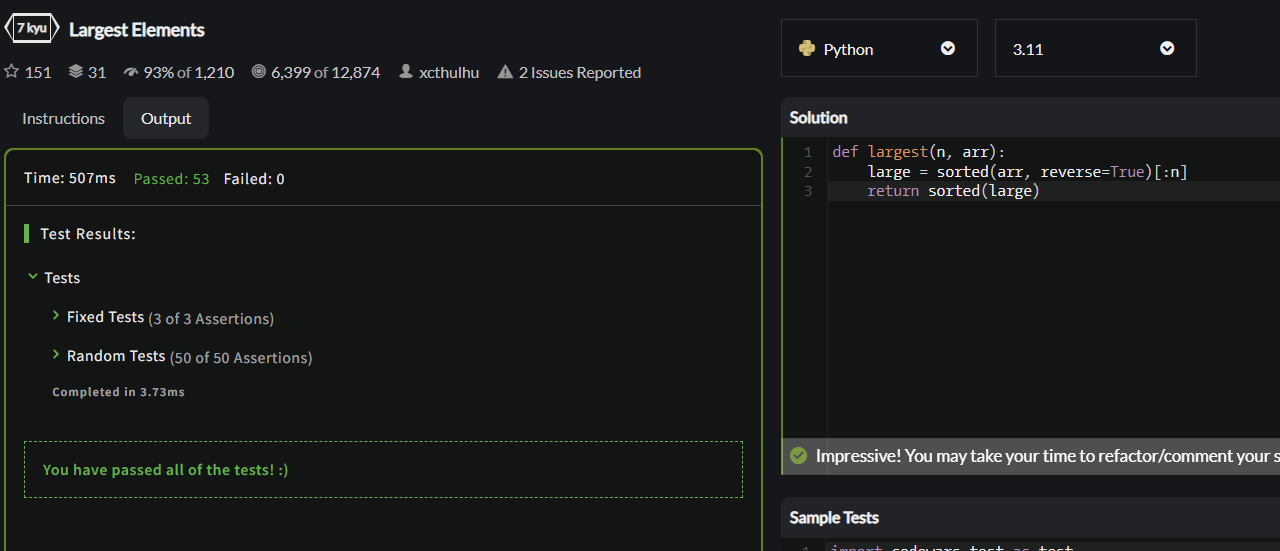 7 kyu Largest Elements
151 31 93% of 1,210 6,399 of 12,874 xcthulhu 2 Issues Reported
Instructions Output
Time: 507ms Passed: 53 Failed: 0
Test Results:
Tests
Fixed Tests (3 of 3 Assertions)
Random Tests (50 of 50 Assertions)
Completed in 3.73ms
You have passed all of the tests! :)
Python 3.11
Solution
1 def largest(n, arr):
2     large = sorted(arr, reverse=True)[:n]
3     return sorted(large)
Impressive! You may take your time to refactor/comment your s
Sample Tests
1 import codewars_test as test